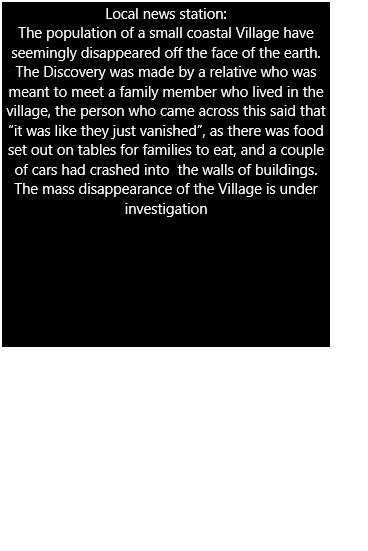 Local news station:
The population of a small coastal Village have
seemingly disappeared off the face of the earth.
The Discovery was made by a relative who was
meant to meet a family member who lived in the
village, the person who came across this said that
“it was like they just vanished”, as there was food
set out on tables for families to eat, and a couple
of cars had crashed into  the walls of buildings.
The mass disappearance of the Village is under
investigation